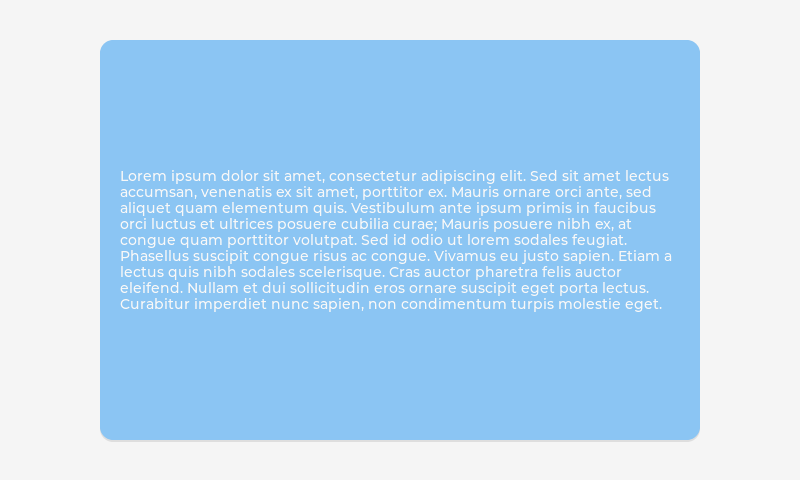 Lorem ipsum dolor sit amet, consectetur adipiscing elit. Sed sit amet lectus
accumsan, venenatis ex sit amet, porttitor ex. Mauris ornare orci ante, sed
aliquet quam elementum quis. Vestibulum ante ipsum primis in faucibus
orci luctus et ultrices posuere cubilia curae; Mauris posuere nibh ex, at
congue quam porttitor volutpat. Sed id odio ut lorem sodales feugiat.
Phasellus suscipit congue risus ac congue. Vivamus eu justo sapien. Etiam a
lectus quis nibh sodales scelerisque. Cras auctor pharetra felis auctor
eleifend. Nullam et dui sollicitudin eros ornare suscipit eget porta lectus.
Curabitur imperdiet nunc sapien, non condimentum turpis molestie eget.